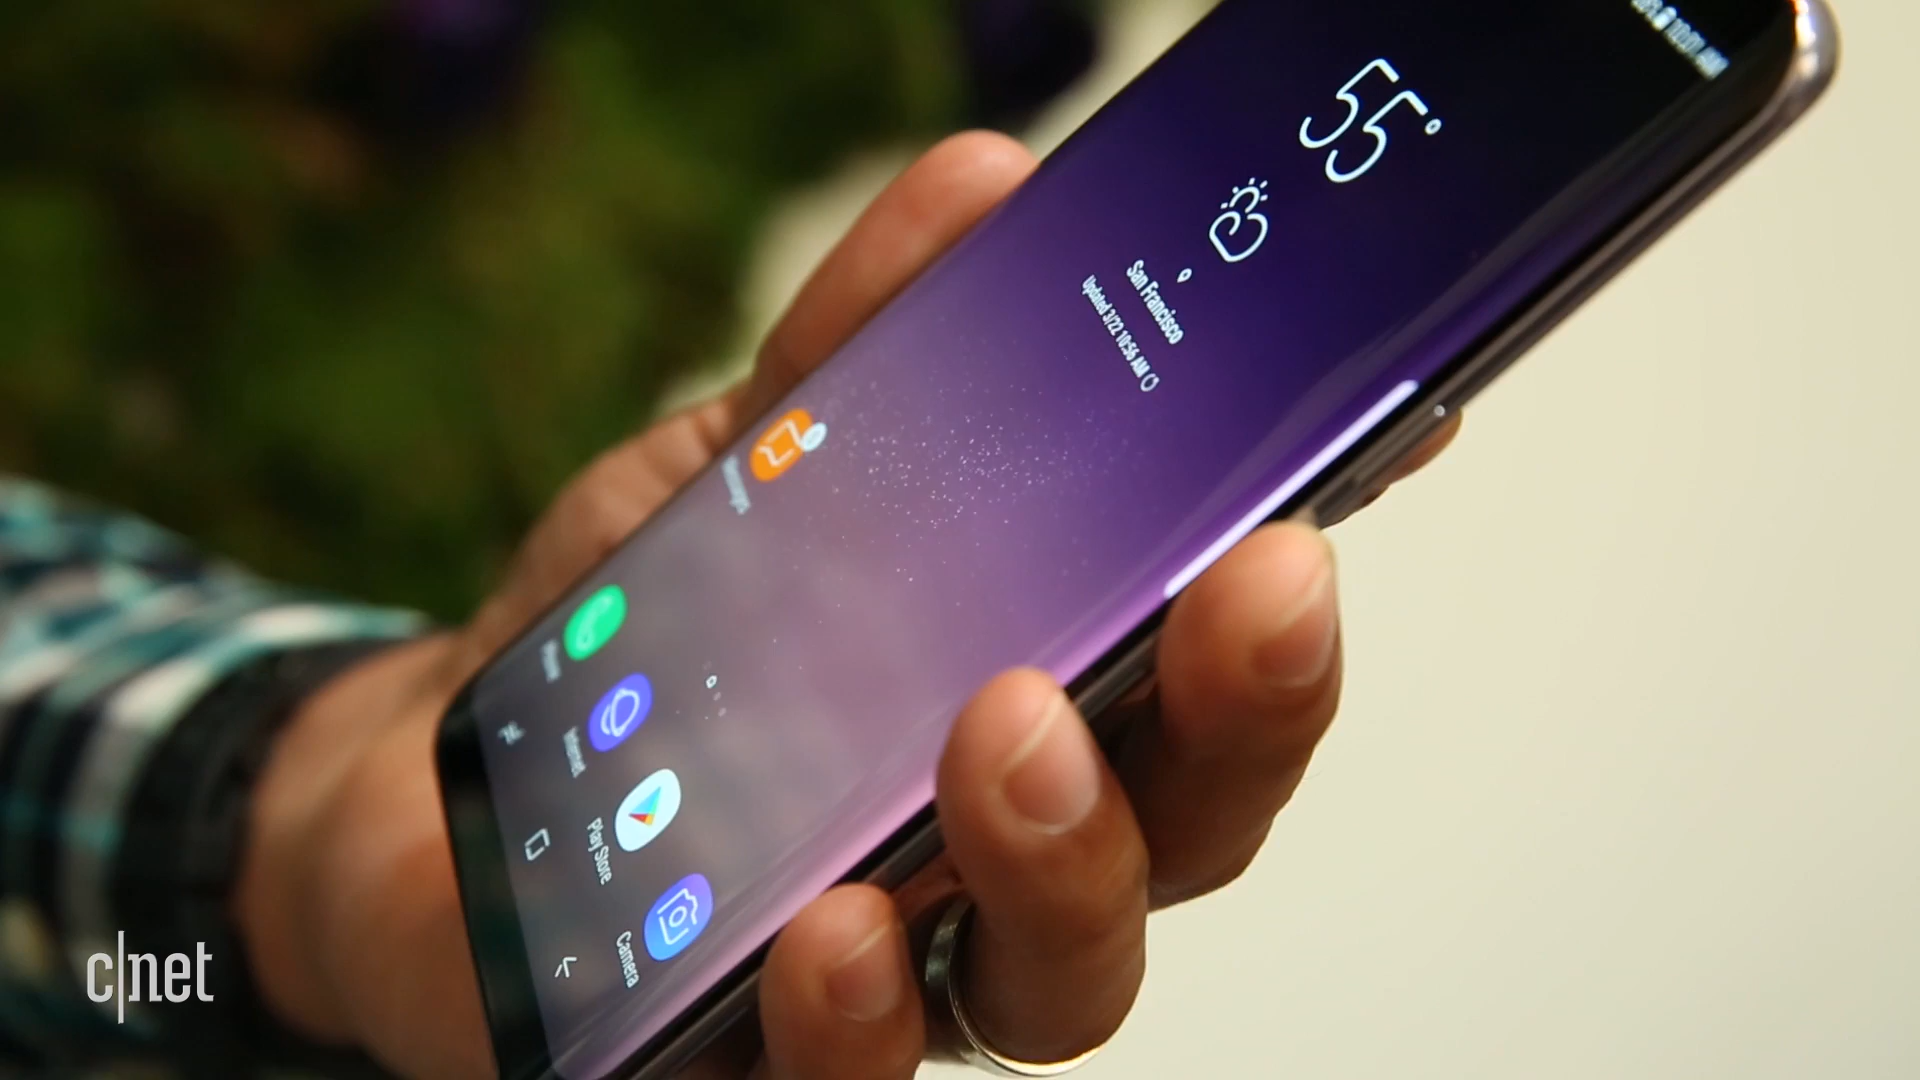 55°
San Francisco
Updated 3/22 10:56 AM
Phone
Internet
Play Store
Camera
c|net